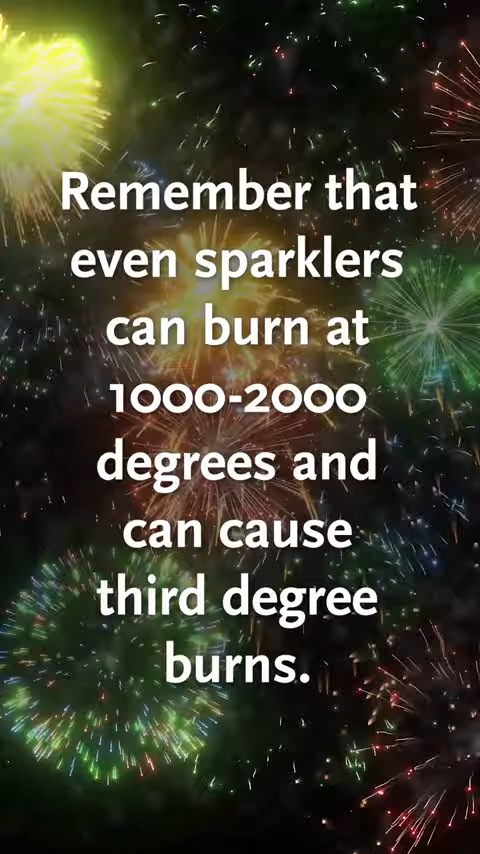 Remember that
even sparklers
can burn at
1000-2000
degrees and
can cause
third degree
burns.